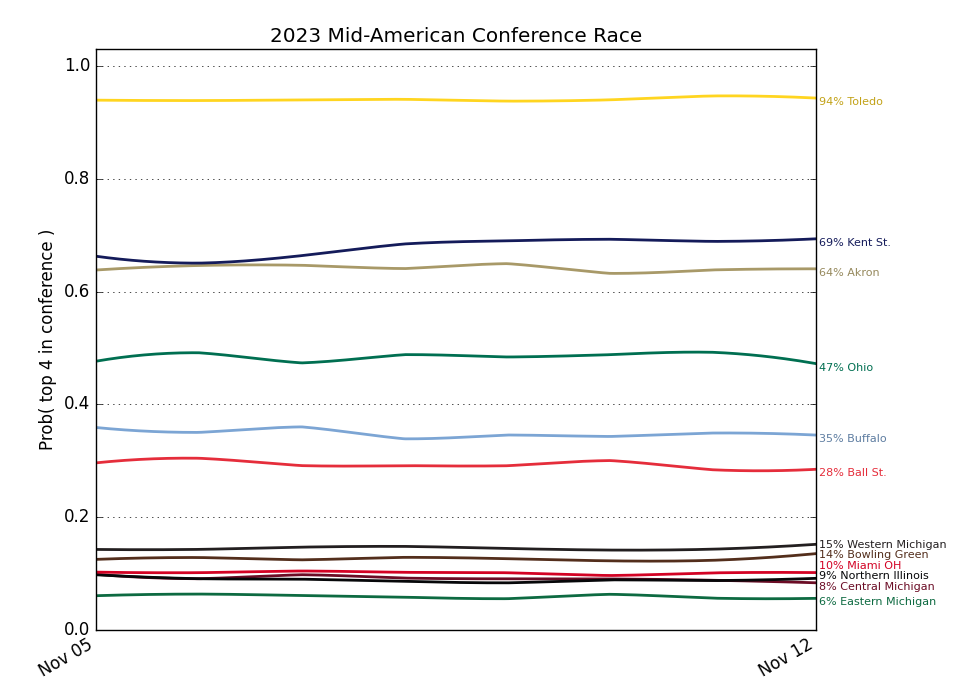 2023 Mid-American Conference Race
Prob( top 4 in conference )
1.0
0.8
0.6
0.4
0.2
0.0
Nov 05
Nov 12
94% Toledo
69% Kent St.
64% Akron
47% Ohio
35% Buffalo
28% Ball St.
15% Western Michigan
14% Bowling Green
10% Miami OH
9% Northern Illinois
8% Central Michigan
6% Eastern Michigan